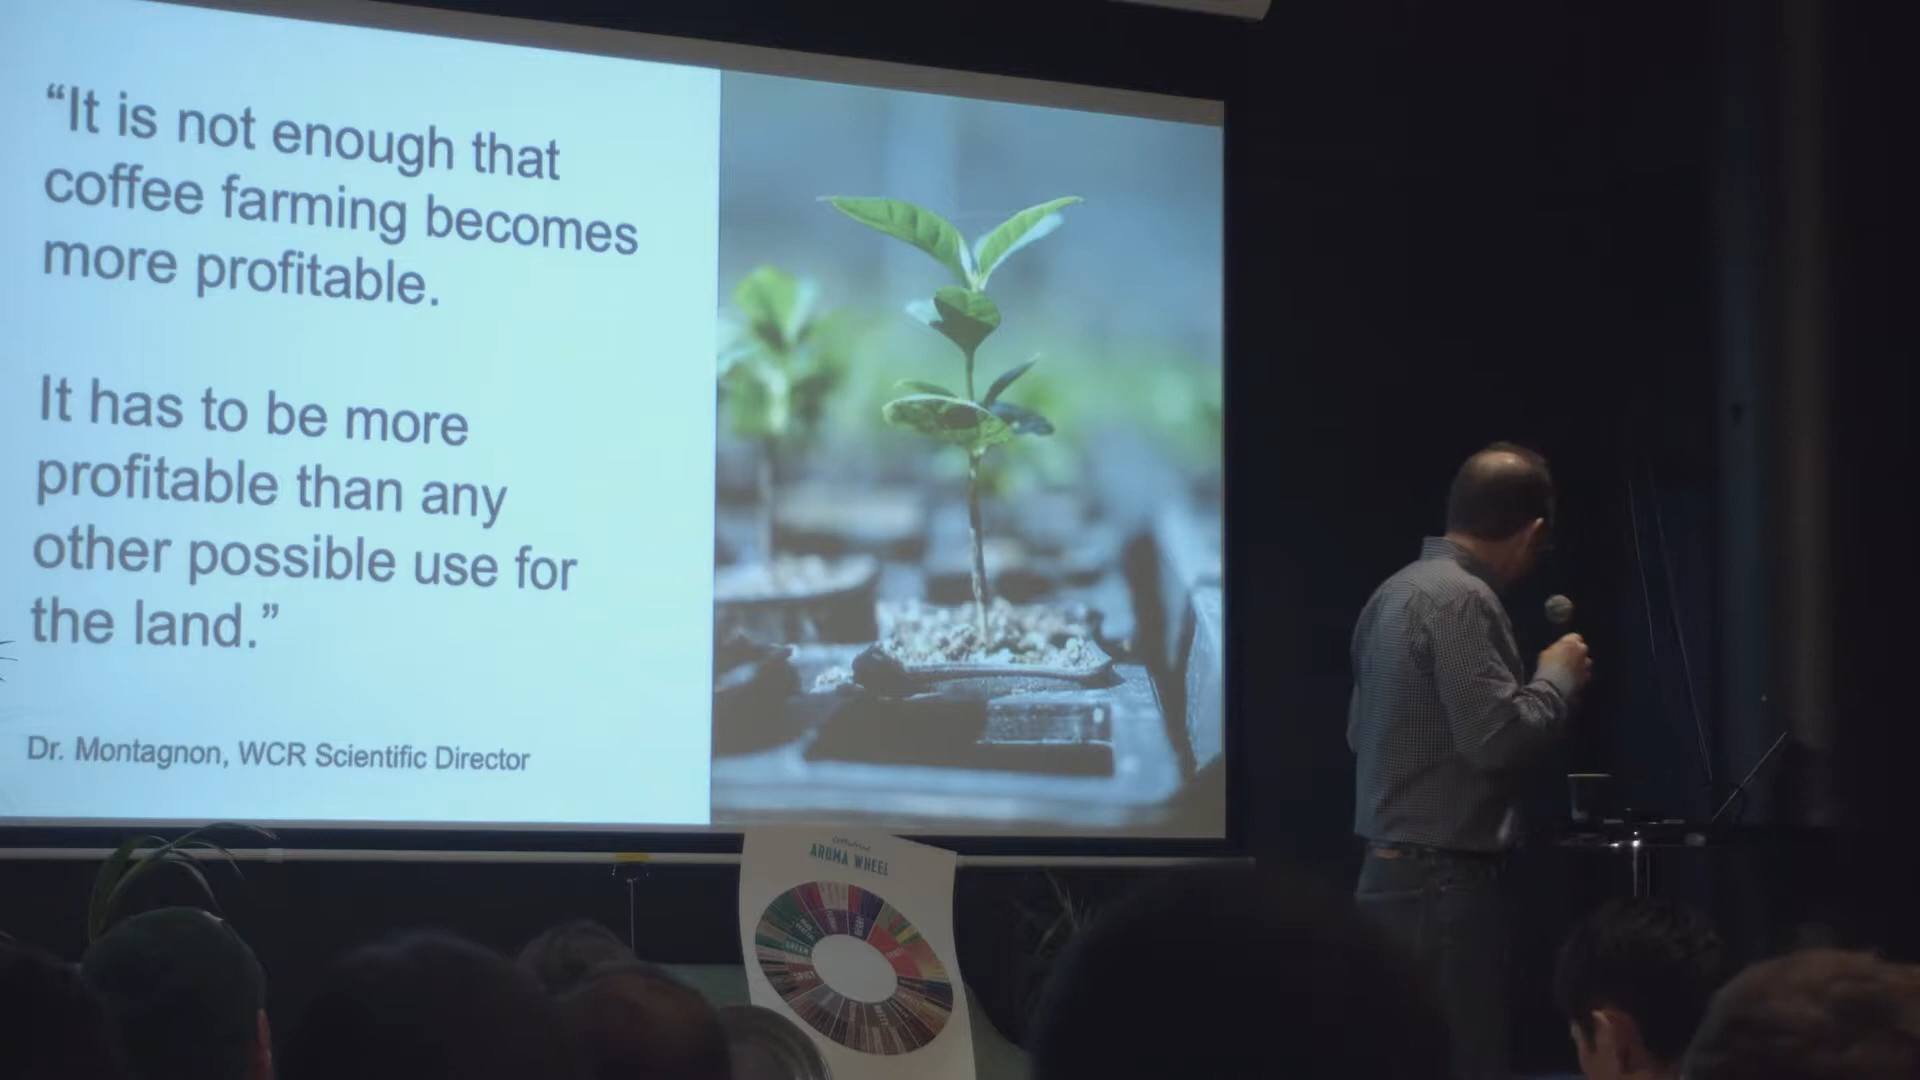 “It is not enough that
coffee farming becomes
more profitable.
It has to be more
profitable than any
other possible use for
the land.”
Dr. Montagnon, WCR Scientific Director
AROMA WHEEL